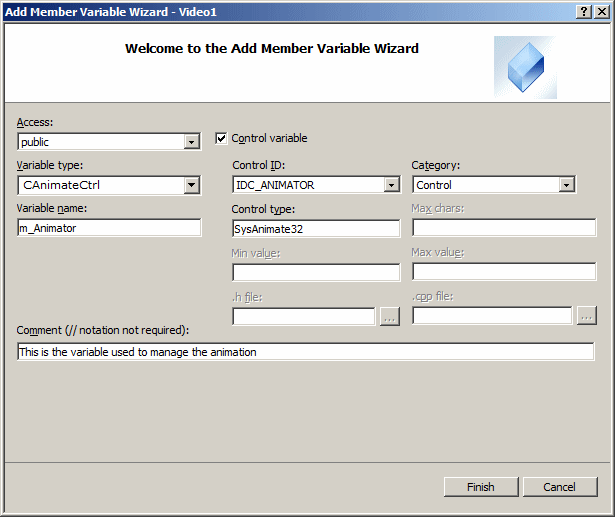 Add Member Variable Wizard - Video1
Welcome to the Add Member Variable Wizard
Access:
public
Control variable
Variable type:
Control ID:
Category:
CAnimateCtrl
IDC_ANIMATOR
Control
Variable name:
Control type:
Max chars:
m_Animator
SysAnimate32
Min value:
Max value:
.h file:
.cpp file:
...
...
Comment (// notation not required):
This is the variable used to manage the animation
Finish
Cancel